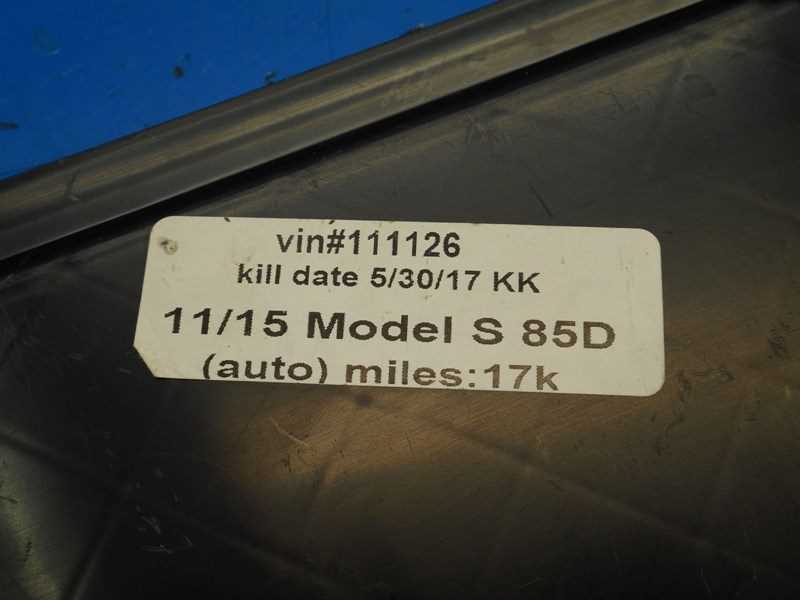 vin#111126
kill date 5/30/17 KK
11/15 Model S 85D
(auto) miles:17k